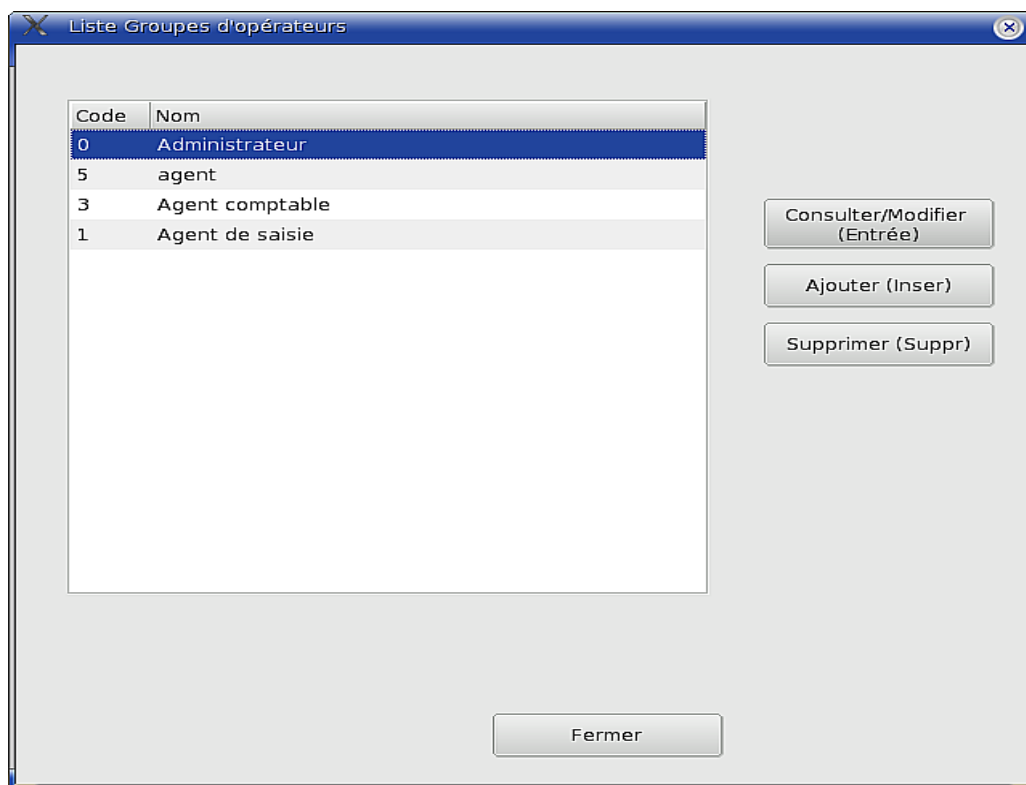 Liste Groupes d'opérateurs
Code Nom
0 Administrateur
5 agent
3 Agent comptable
1 Agent de saisie
Consulter/Modifier
(Entrée)
Ajouter (Inser)
Supprimer (Suppr)
Fermer